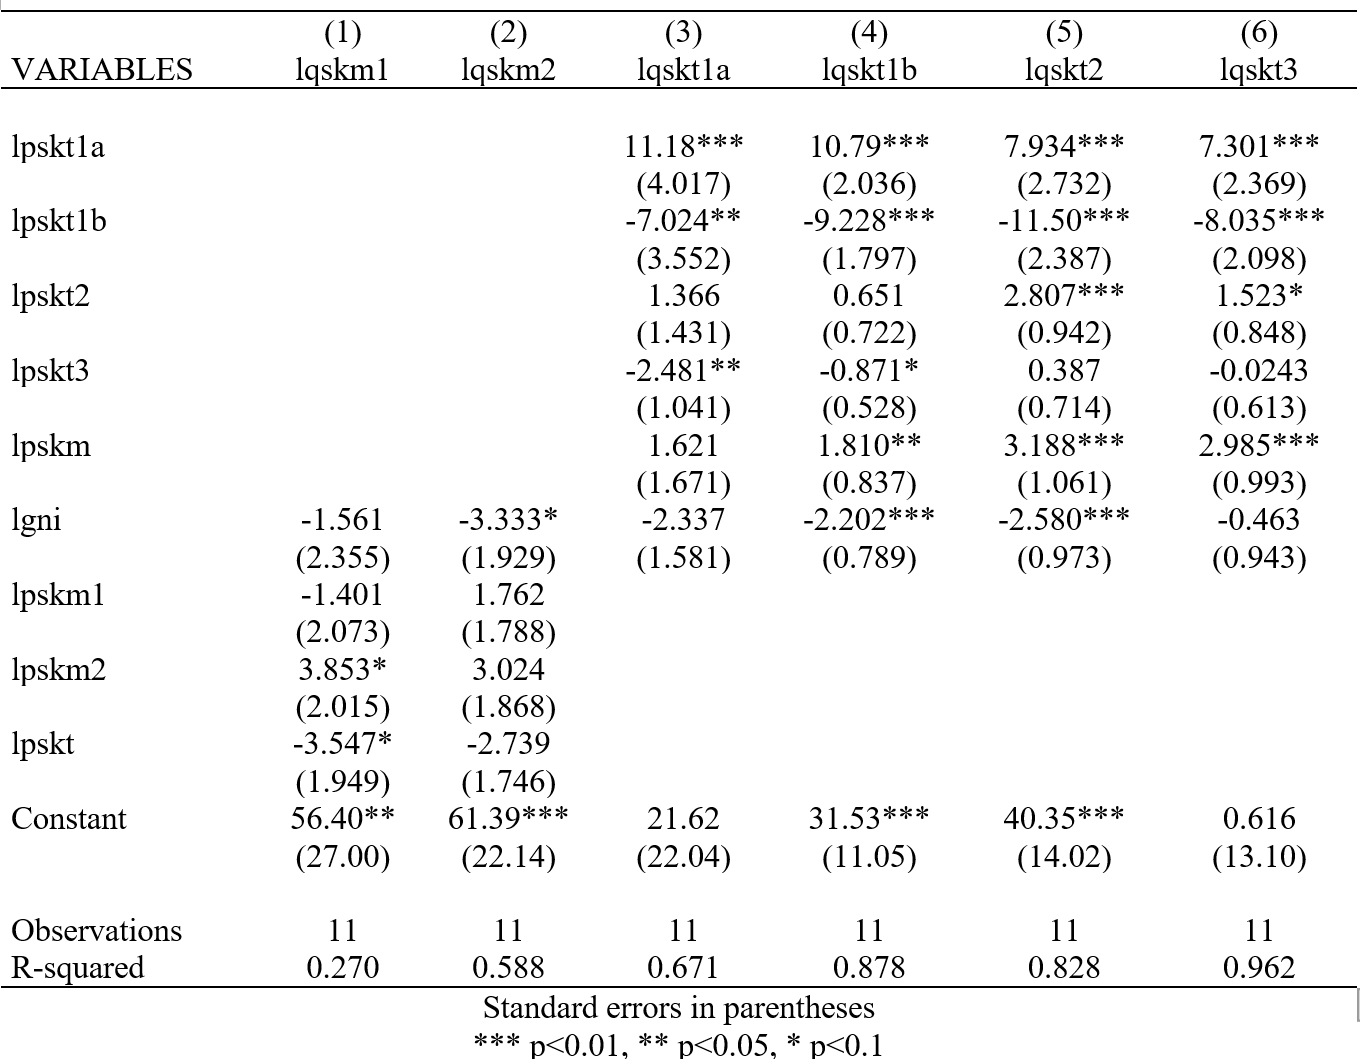 (1) (2) (3) (4) (5) (6)
VARIABLES lqskm1 lqskm2 lqskt1a lqskt1b lqskt2 lqskt3
lpskt1a 11.18*** 10.79*** 7.934*** 7.301***
(4.017) (2.036) (2.732) (2.369)
lpskt1b -7.024** -9.228*** -11.50*** -8.035***
(3.552) (1.797) (2.387) (2.098)
lpskt2 1.366 0.651 2.807*** 1.523*
(1.431) (0.722) (0.942) (0.848)
lpskt3 -2.481** -0.871* 0.387 -0.0243
(1.041) (0.528) (0.714) (0.613)
lpskm 1.621 1.810** 3.188*** 2.985***
(1.671) (0.837) (1.061) (0.993)
lgni -1.561 -3.333* -2.337 -2.202*** -2.580*** -0.463
(2.355) (1.929) (1.581) (0.789) (0.973) (0.943)
lpskm1 -1.401 1.762
(2.073) (1.788)
lpskm2 3.853* 3.024
(2.015) (1.868)
lpskt -3.547* -2.739
(1.949) (1.746)
Constant 56.40** 61.39*** 21.62 31.53*** 40.35*** 0.616
(27.00) (22.14) (22.04) (11.05) (14.02) (13.10)
Observations 11 11 11 11 11 11
R-squared 0.270 0.588 0.671 0.878 0.828 0.962
Standard errors in parentheses
*** p<0.01, ** p<0.05, * p<0.1